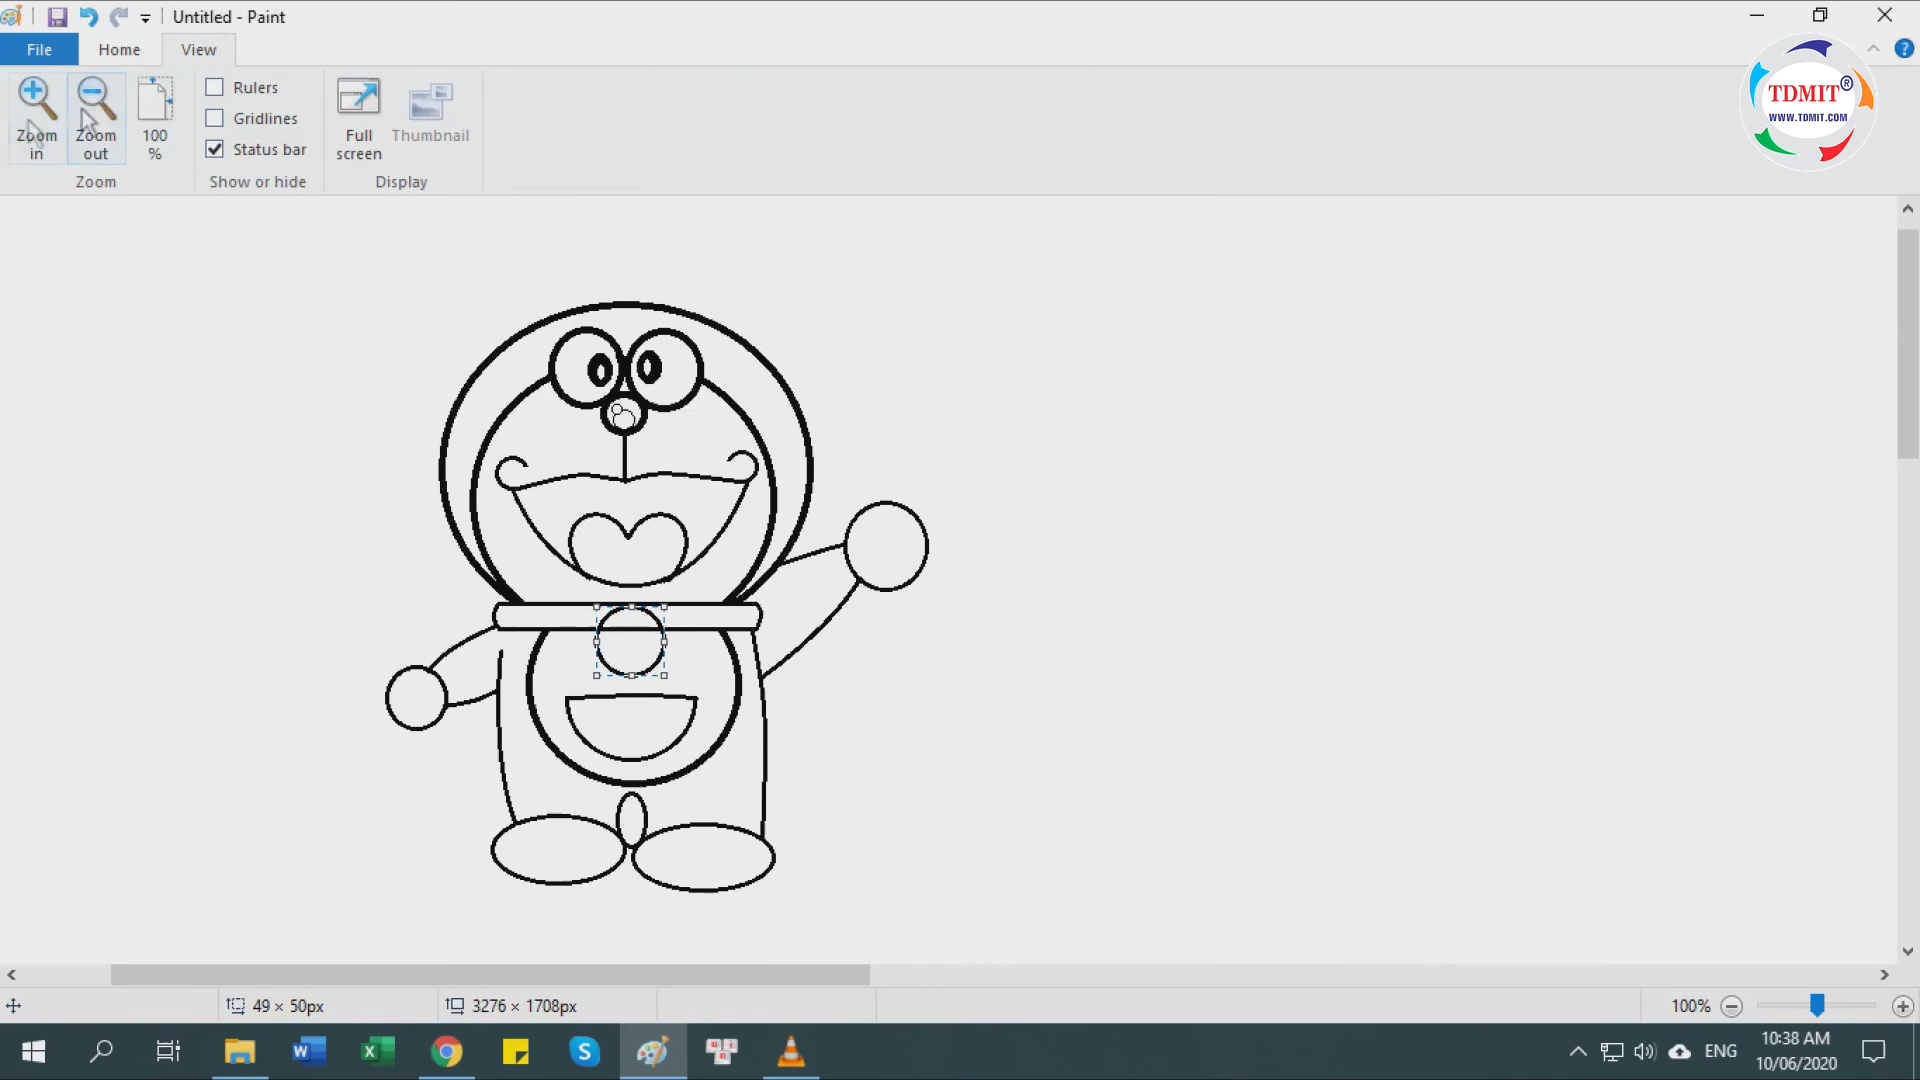 Untitled - Paint
File
Home
View
Zoom in
Zoom out
100 %
Rulers
Gridlines
Status bar
Full screen
Thumbnail
Zoom
Show or hide
Display
TDMIT®
WWW.TDMIT.COM
49 × 50px
3276 × 1708px
100%
ENG
10:38 AM
10/06/2020